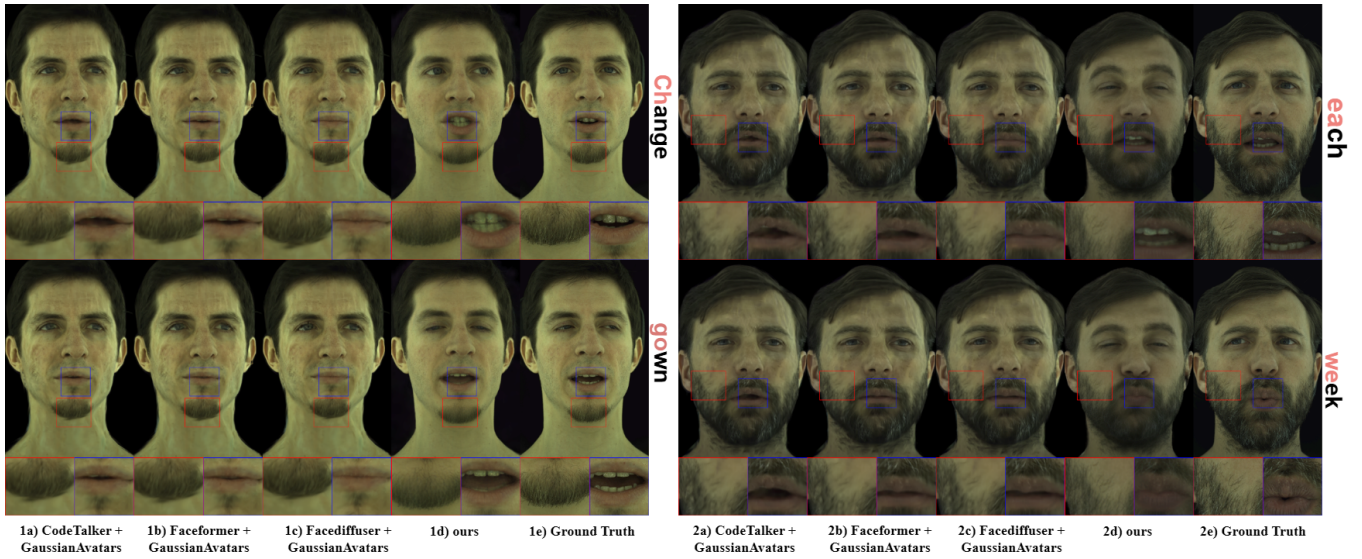 Change
gown
each
week
1a) CodeTalker +
GaussianAvatars
1b) Faceformer +
GaussianAvatars
1c) Facediffuser +
GaussianAvatars
1d) ours
1e) Ground Truth
2a) CodeTalker +
GaussianAvatars
2b) Faceformer +
GaussianAvatars
2c) Facediffuser +
GaussianAvatars
2d) ours
2e) Ground Truth